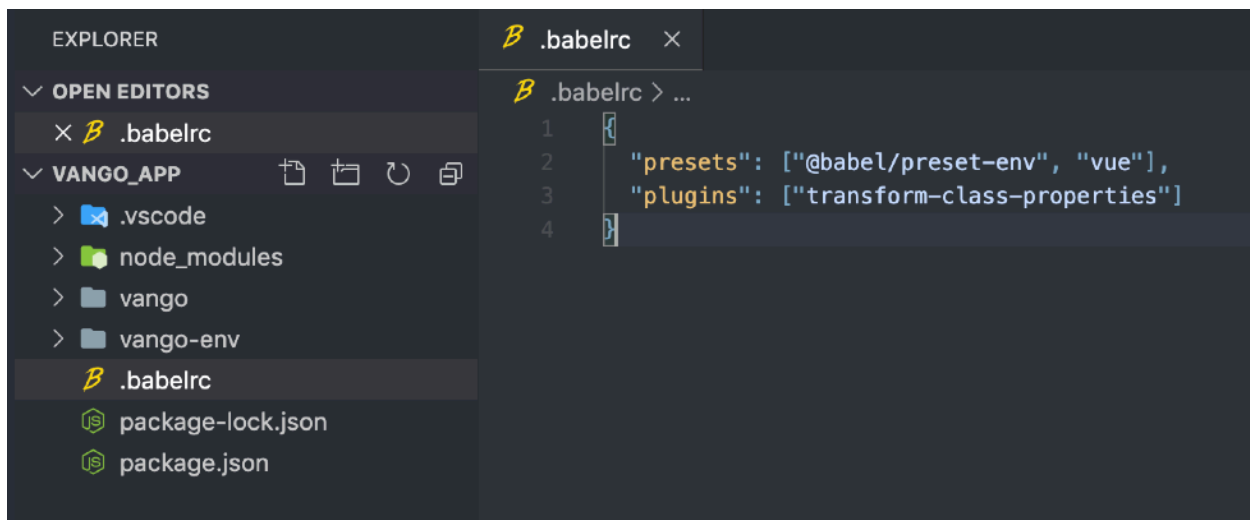 EXPLORER
OPEN EDITORS
.babelrc
VANGO_APP
.vscode
node_modules
vango
vango-env
.babelrc
package-lock.json
package.json
.babelrc
.babelrc > ...
1 {
2 "presets": ["@babel/preset-env", "vue"],
3 "plugins": ["transform-class-properties"]
4 }